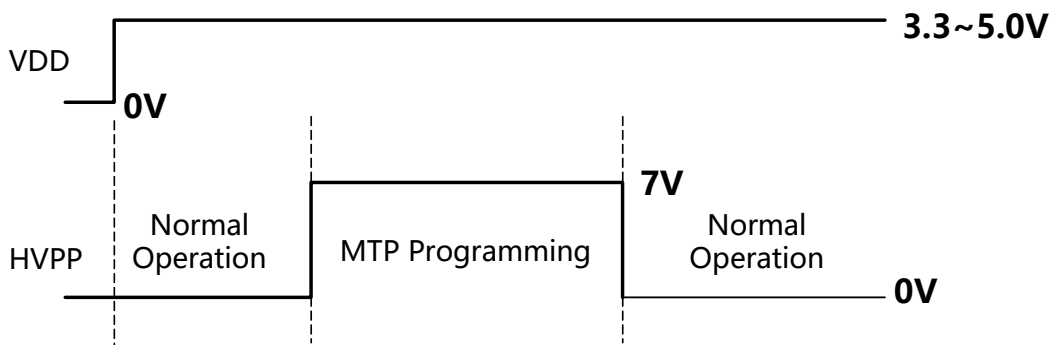 3.3~5.0V
VDD
0V
7V
Normal
Operation
MTP Programming
Normal
Operation
HVPP
0V